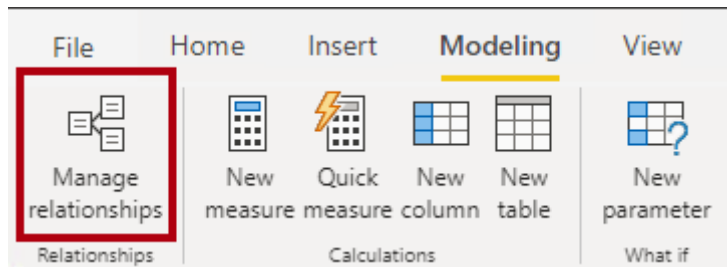 File Home Insert Modeling View
Manage relationships
New measure
Quick measure
New column
New table
New parameter
Relationships Calculations What if